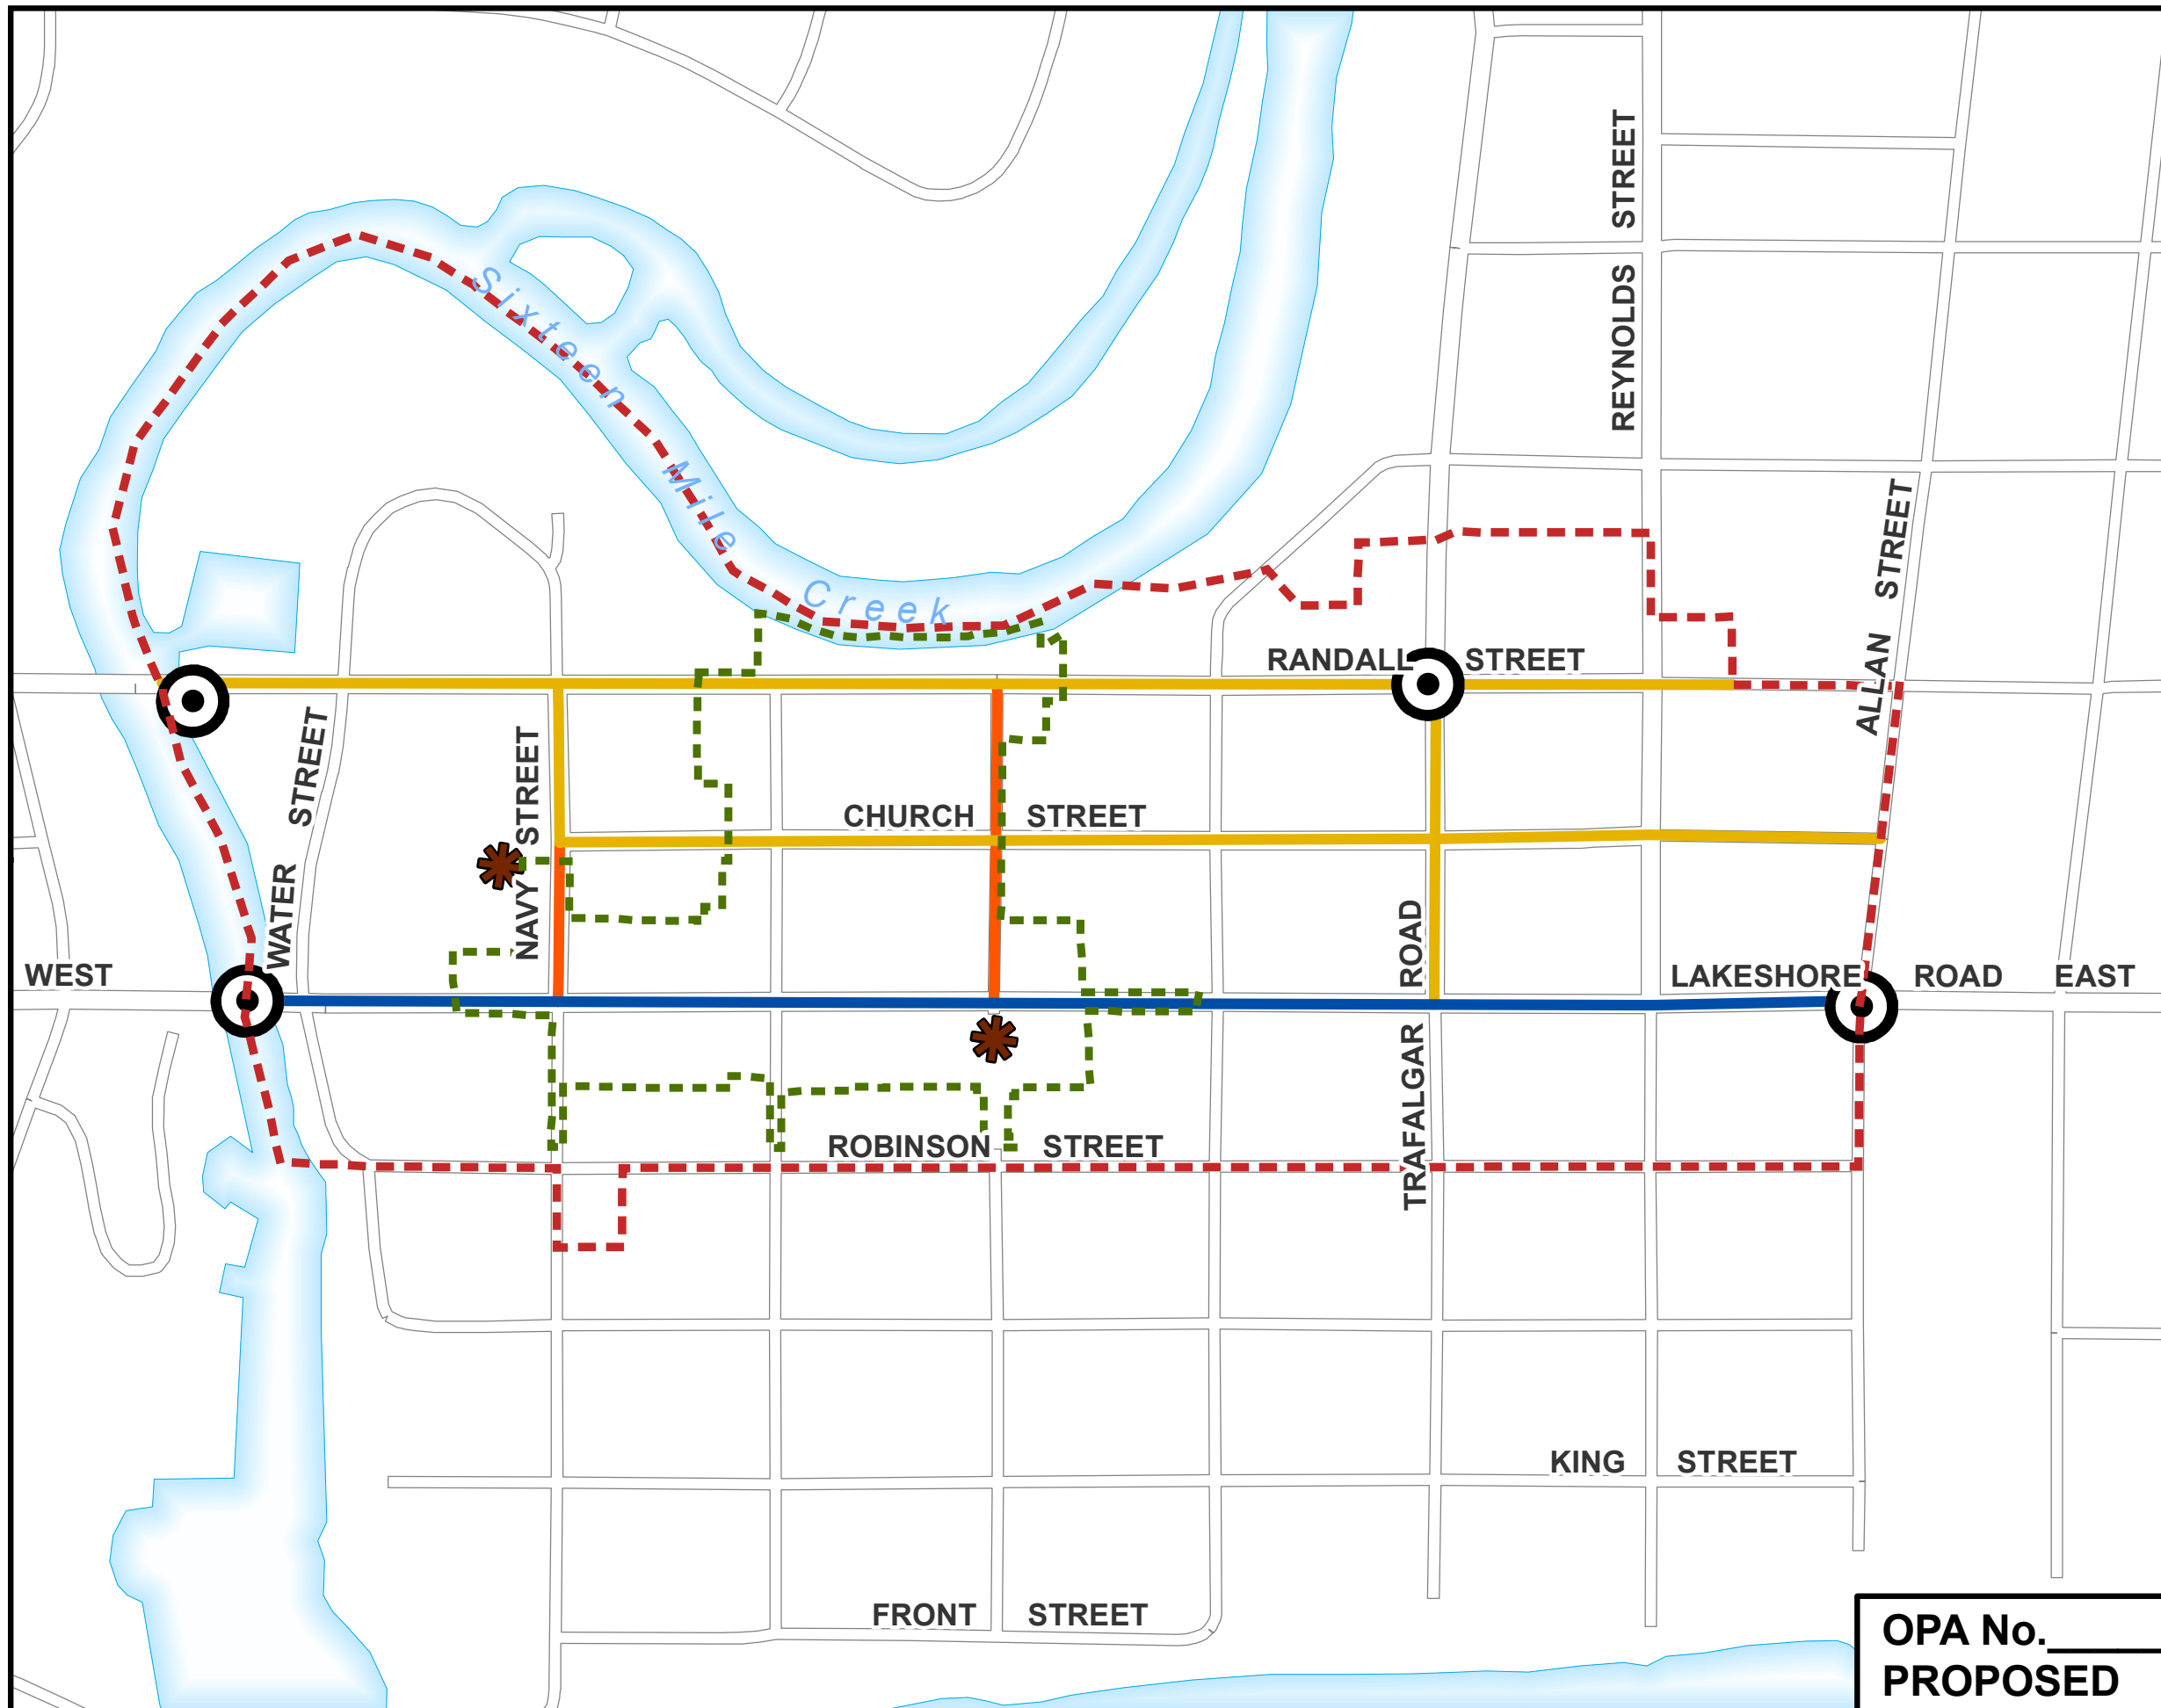 REYNOLDS STREET
Sixteen Mile Creek
ALLAN STREET
RANDALL STREET
WATER STREET
NAVY STREET
CHURCH STREET
WEST
LAKESHORE ROAD EAST
TRAFALGAR ROAD
ROBINSON STREET
KING STREET
FRONT STREET
OPA No.______
PROPOSED